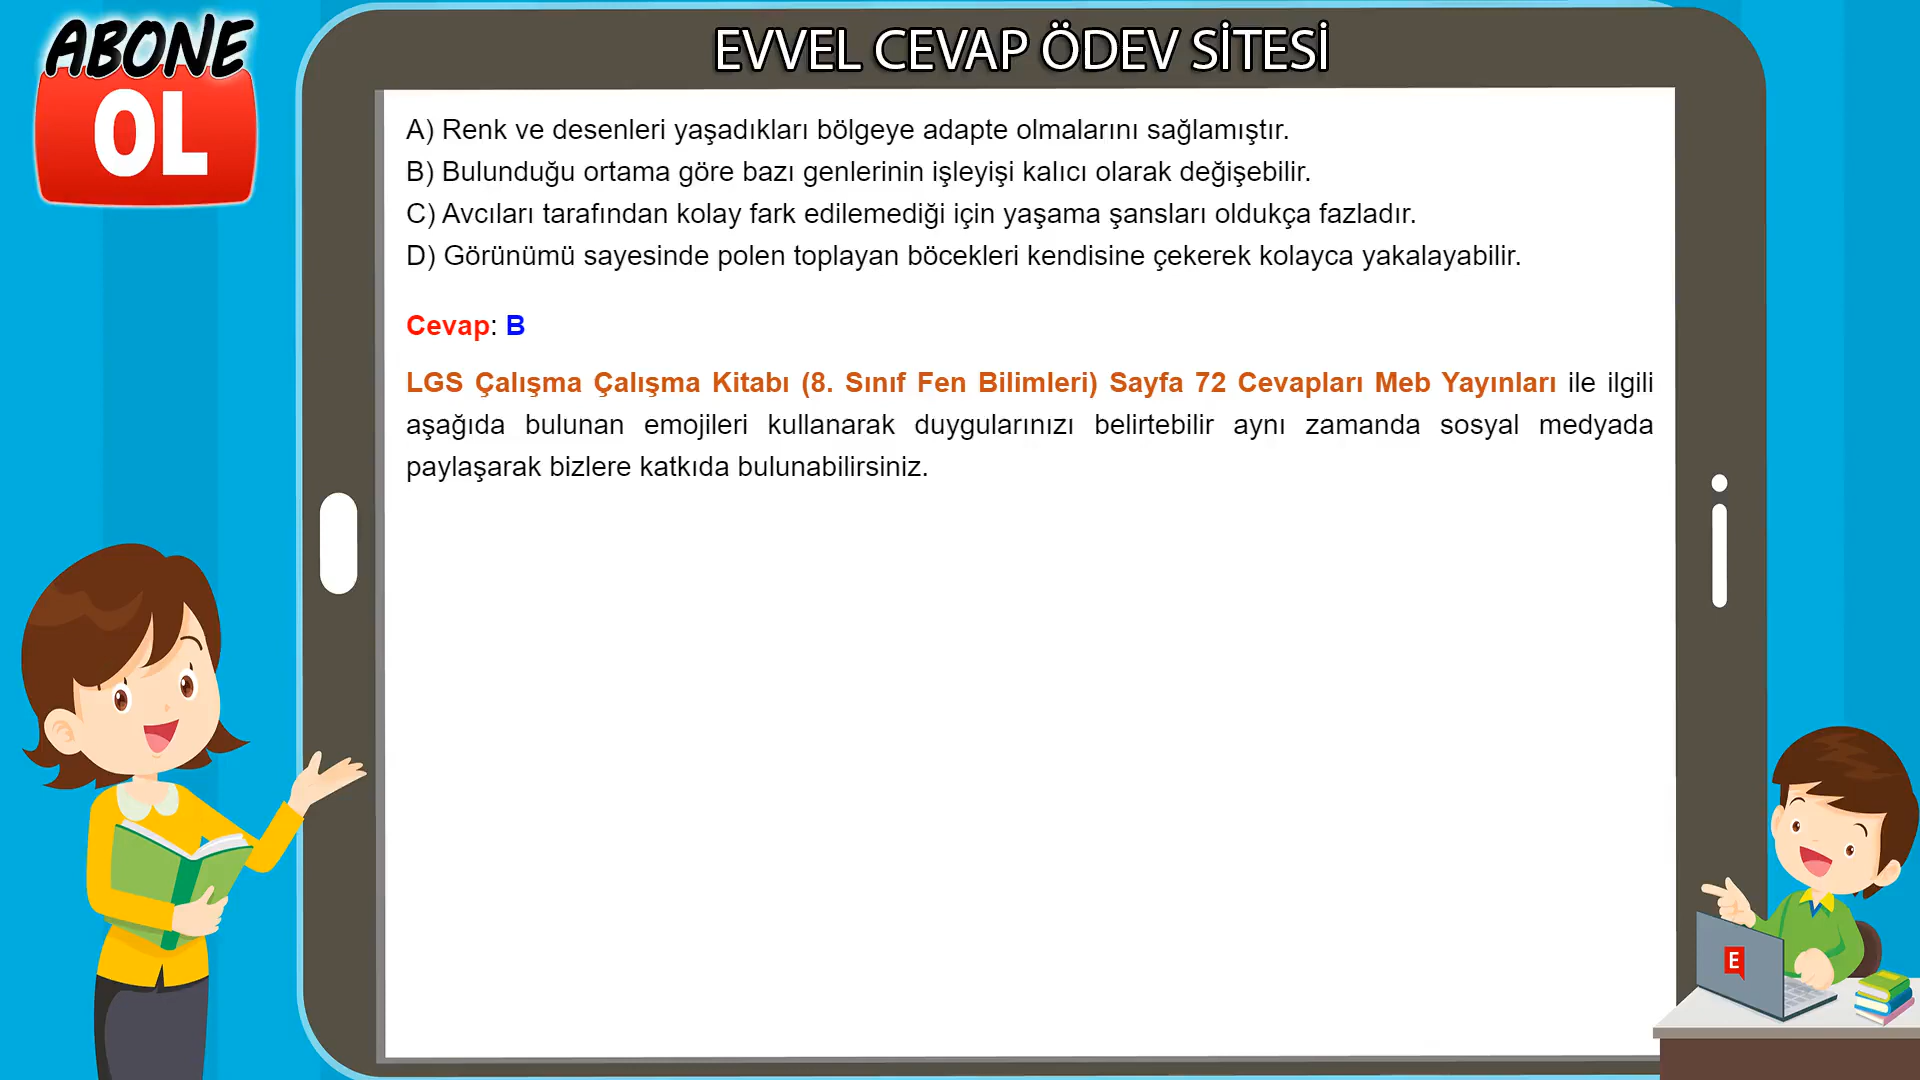 ABONE
OL
EVVEL CEVAP ÖDEV SİTESİ
A) Renk ve desenleri yaşadıkları bölgeye adapte olmalarını sağlamıştır.
B) Bulunduğu ortama göre bazı genlerinin işleyişi kalıcı olarak değişebilir.
C) Avcıları tarafından kolay fark edilemediği için yaşama şansları oldukça fazladır.
D) Görünümü sayesinde polen toplayan böcekleri kendisine çekerek kolayca yakalayabilir.
Cevap: B
LGS Çalışma Çalışma Kitabı (8. Sınıf Fen Bilimleri) Sayfa 72 Cevapları Meb Yayınları ile ilgili
aşağıda bulunan emojileri kullanarak duygularınızı belirtebilir aynı zamanda sosyal medyada
paylaşarak bizlere katkıda bulunabilirsiniz.
E